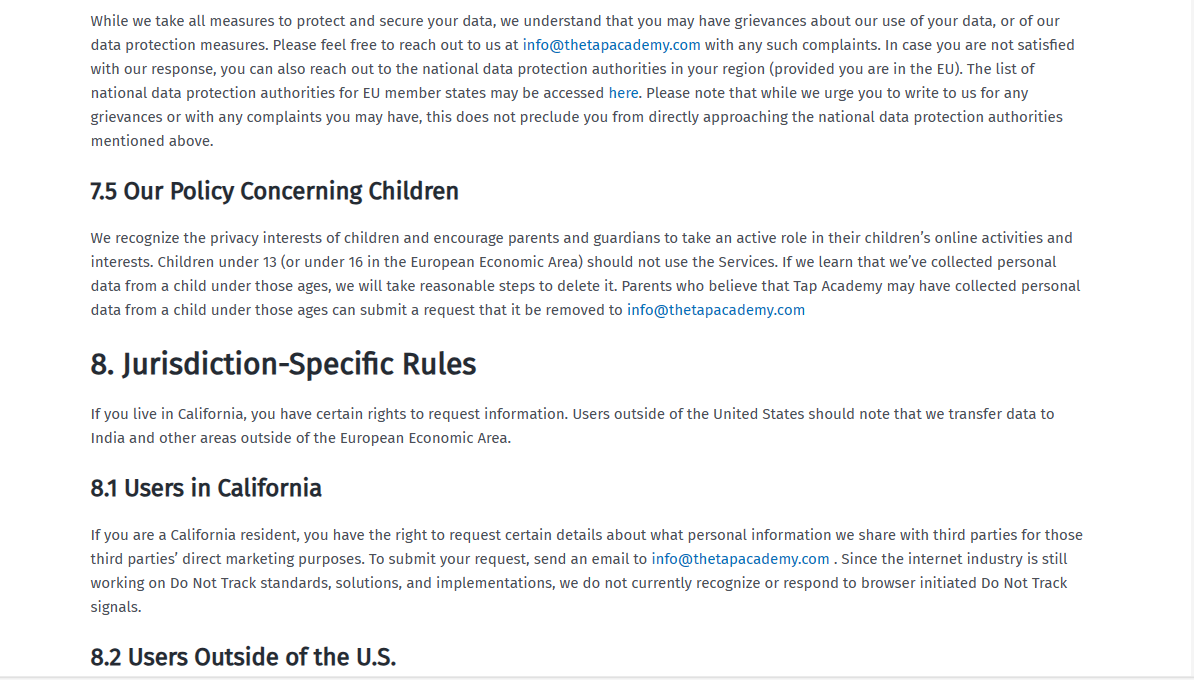 While we take all measures to protect and secure your data, we understand that you may have grievances about our use of your data, or of our
data protection measures. Please feel free to reach out to us at info@thetapacademy.com with any such complaints. In case you are not satisfied
with our response, you can also reach out to the national data protection authorities in your region (provided you are in the EU). The list of
national data protection authorities for EU member states may be accessed here. Please note that while we urge you to write to us for any
grievances or with any complaints you may have, this does not preclude you from directly approaching the national data protection authorities
mentioned above.
7.5 Our Policy Concerning Children
We recognize the privacy interests of children and encourage parents and guardians to take an active role in their children’s online activities and
interests. Children under 13 (or under 16 in the European Economic Area) should not use the Services. If we learn that we’ve collected personal
data from a child under those ages, we will take reasonable steps to delete it. Parents who believe that Tap Academy may have collected personal
data from a child under those ages can submit a request that it be removed to info@thetapacademy.com
8. Jurisdiction-Specific Rules
If you live in California, you have certain rights to request information. Users outside of the United States should note that we transfer data to
India and other areas outside of the European Economic Area.
8.1 Users in California
If you are a California resident, you have the right to request certain details about what personal information we share with third parties for those
third parties’ direct marketing purposes. To submit your request, send an email to info@thetapacademy.com . Since the internet industry is still
working on Do Not Track standards, solutions, and implementations, we do not currently recognize or respond to browser initiated Do Not Track
signals.
8.2 Users Outside of the U.S.